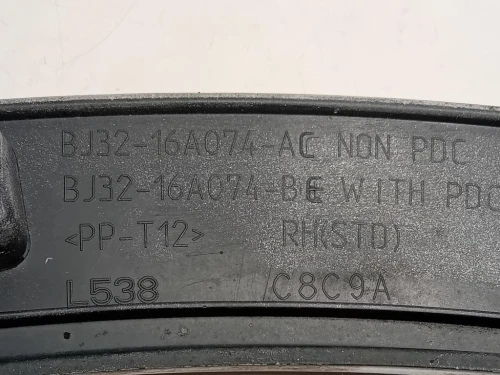 BJ32-16A074-AC NON PDC
BJ32-16A074-BE WITH PDC
<PP-T12> RH(STD)
L538 /C8C9A